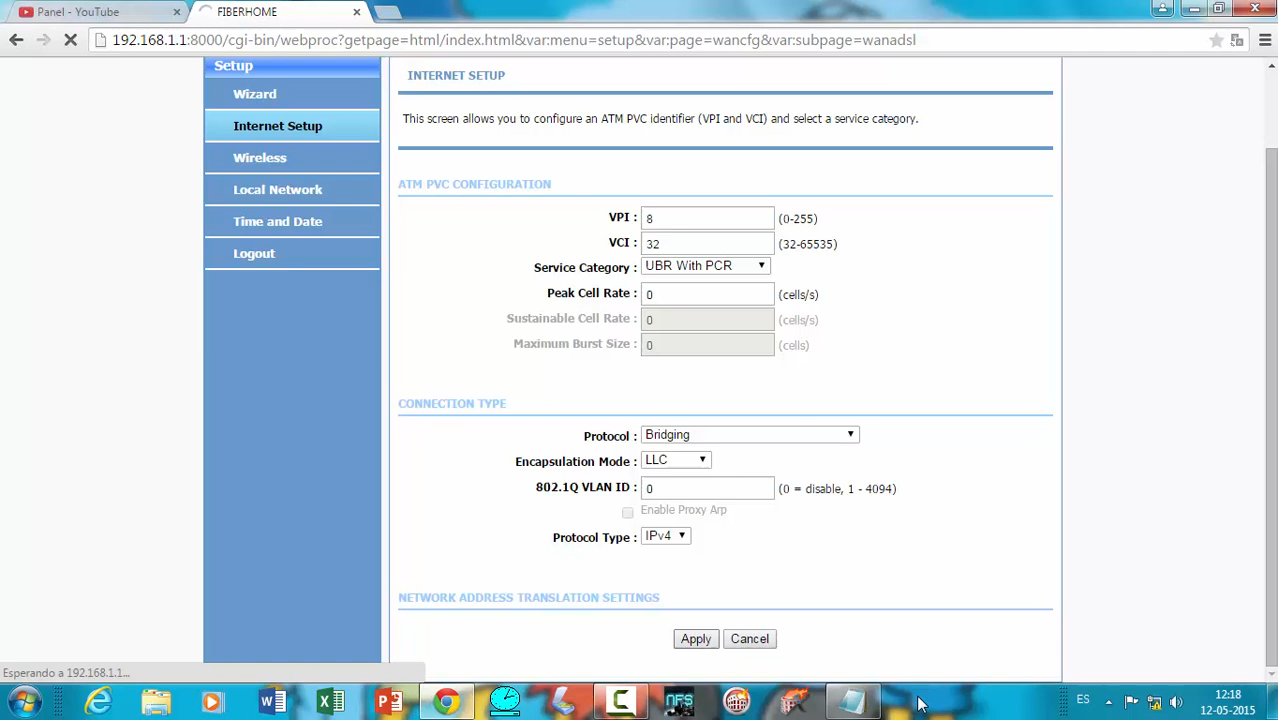 Panel - YouTube
FIBERHOME
192.168.1.1:8000/cgi-bin/webproc?getpage=html/index.html&var:menu=setup&var:page=wancfg&var:subpage=wanadsl
Setup
Wizard
Internet Setup
Wireless
Local Network
Time and Date
Logout
INTERNET SETUP
This screen allows you to configure an ATM PVC identifier (VPI and VCI) and select a service category.
ATM PVC CONFIGURATION
VPI : 8 (0-255)
VCI : 32 (32-65535)
Service Category : UBR With PCR
Peak Cell Rate : 0 (cells/s)
Sustainable Cell Rate : 0 (cells/s)
Maximum Burst Size : 0 (cells)
CONNECTION TYPE
Protocol : Bridging
Encapsulation Mode : LLC
802.1Q VLAN ID : 0 (0 = disable, 1 - 4094)
Enable Proxy Arp
Protocol Type : IPv4
NETWORK ADDRESS TRANSLATION SETTINGS
Apply Cancel
Esperando a 192.168.1.1...
NFS
ES
12:18
12-05-2015